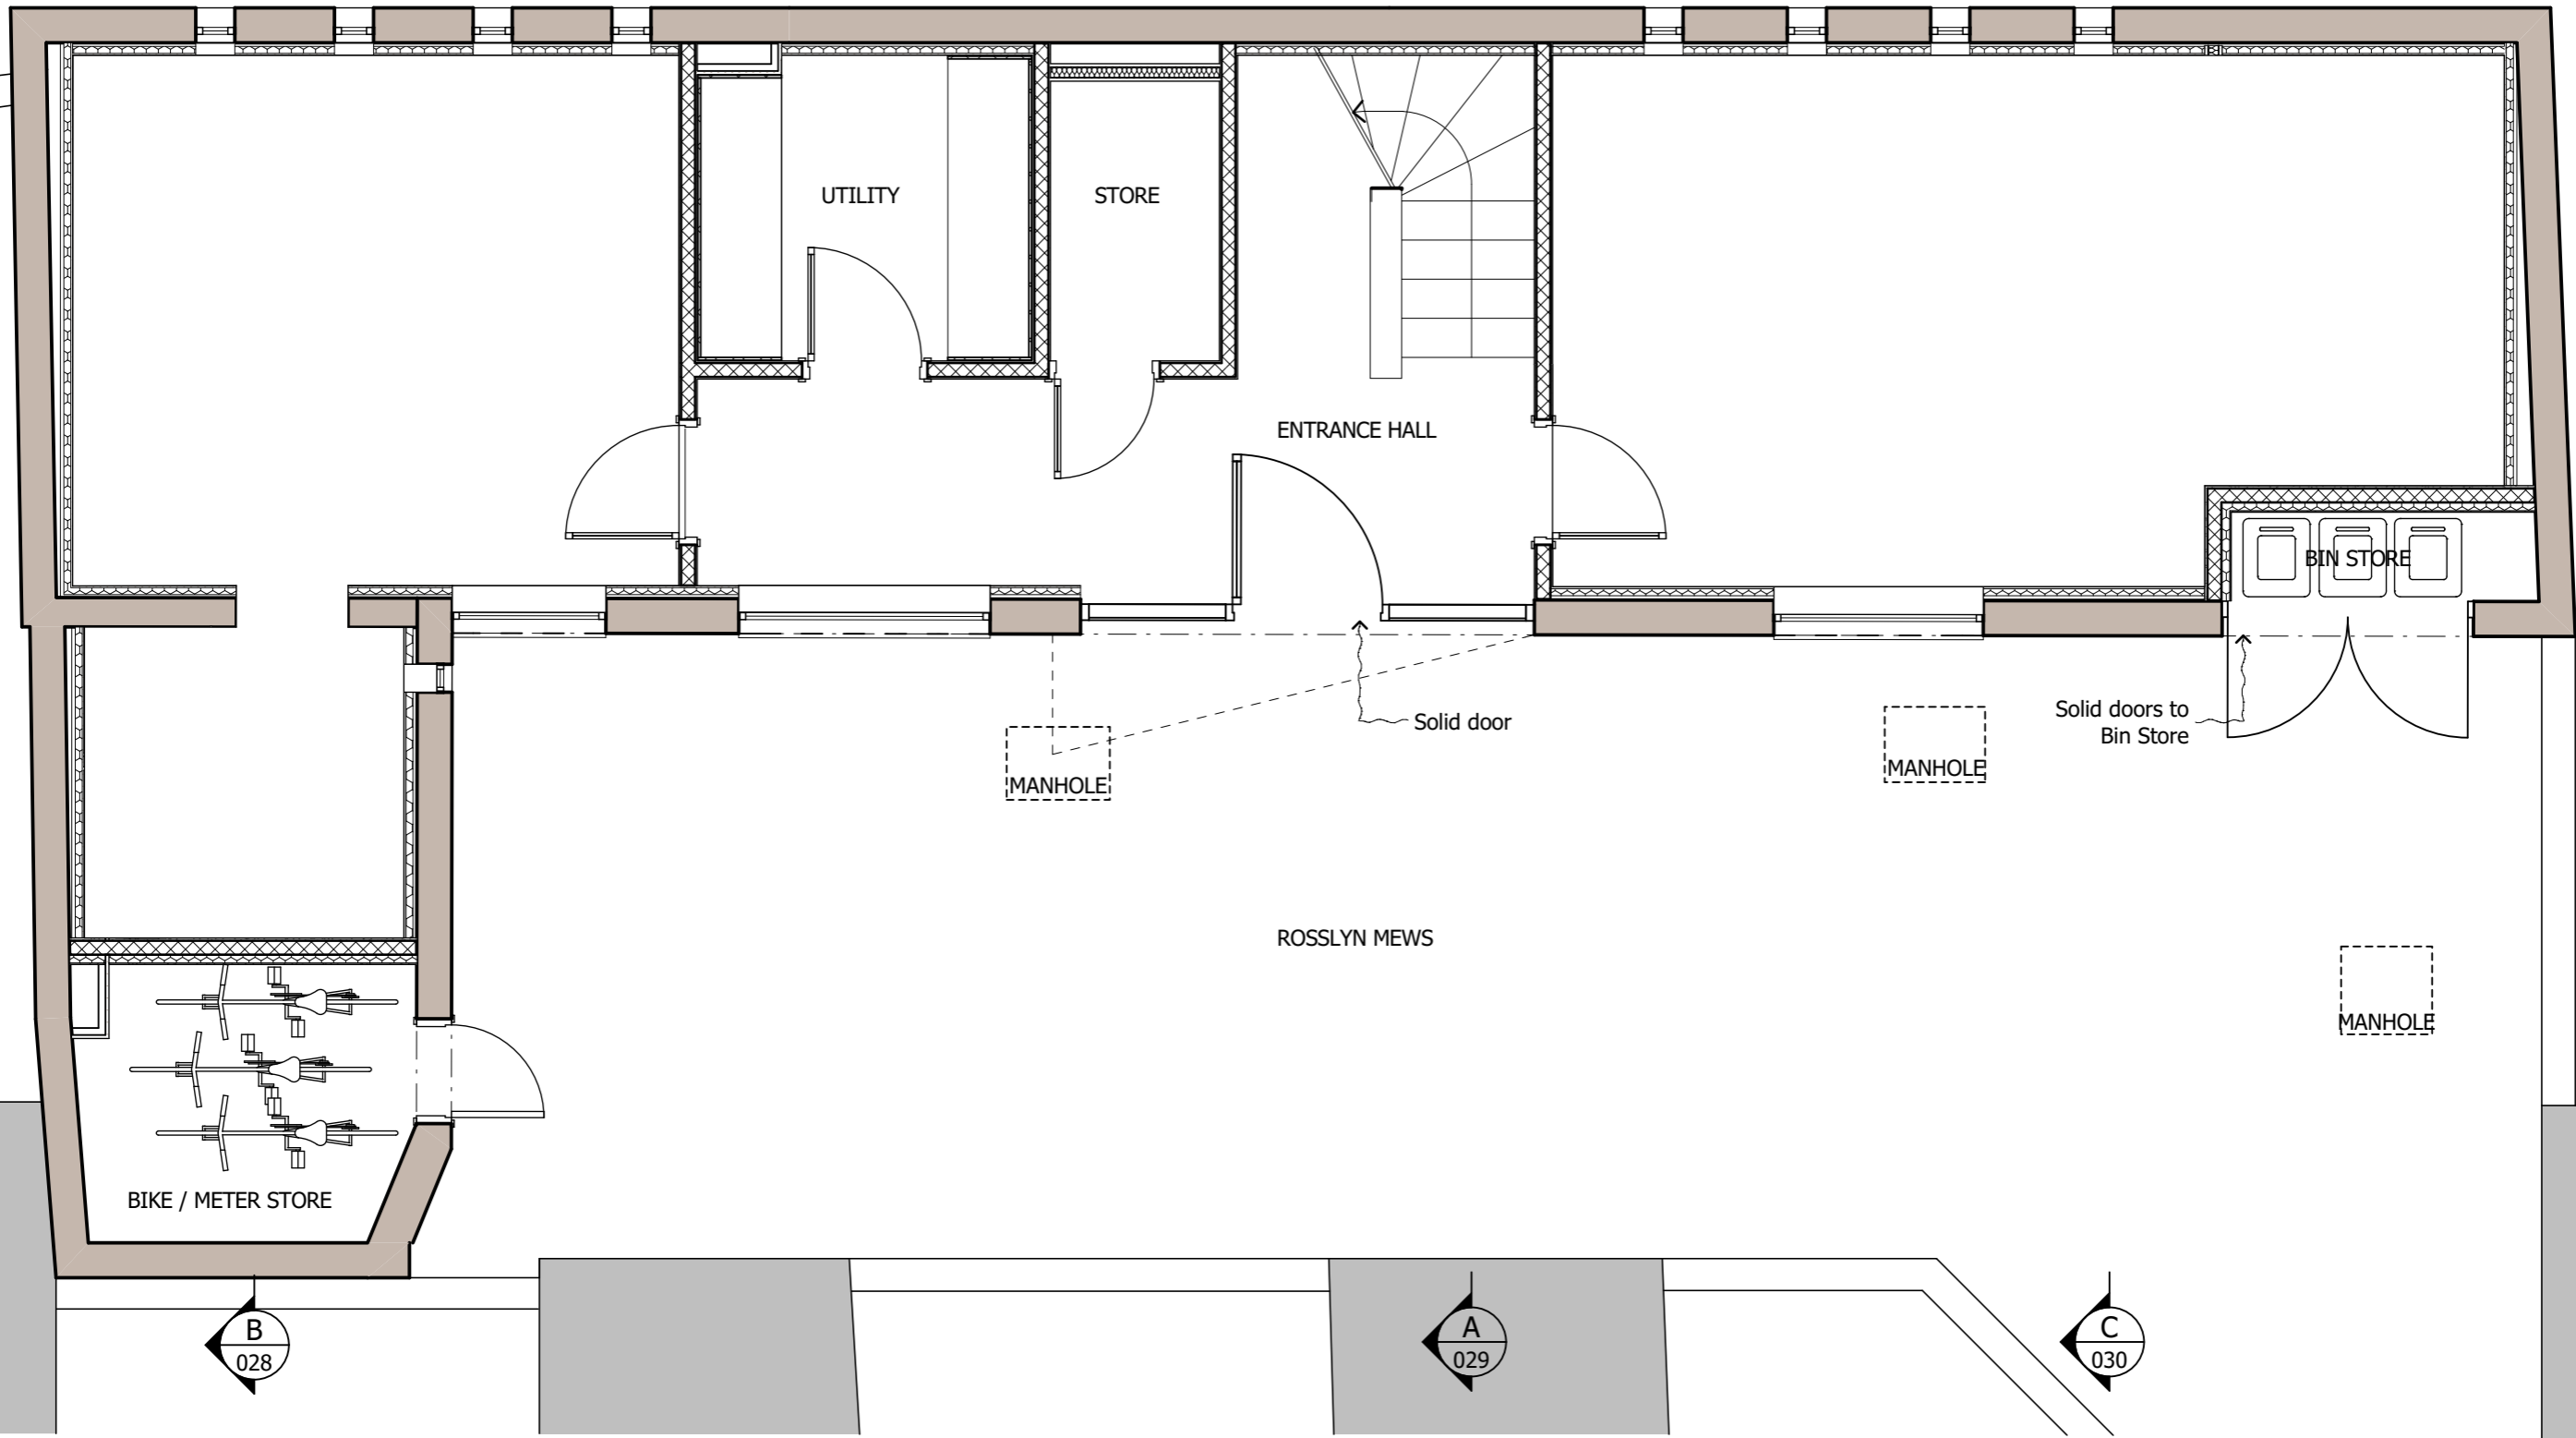 UTILITY
STORE
ENTRANCE HALL
BIN STORE
Solid door
Solid doors to
Bin Store
MANHOLE
MANHOLE
ROSSLYN MEWS
MANHOLE
BIKE / METER STORE
B
028
A
029
C
030